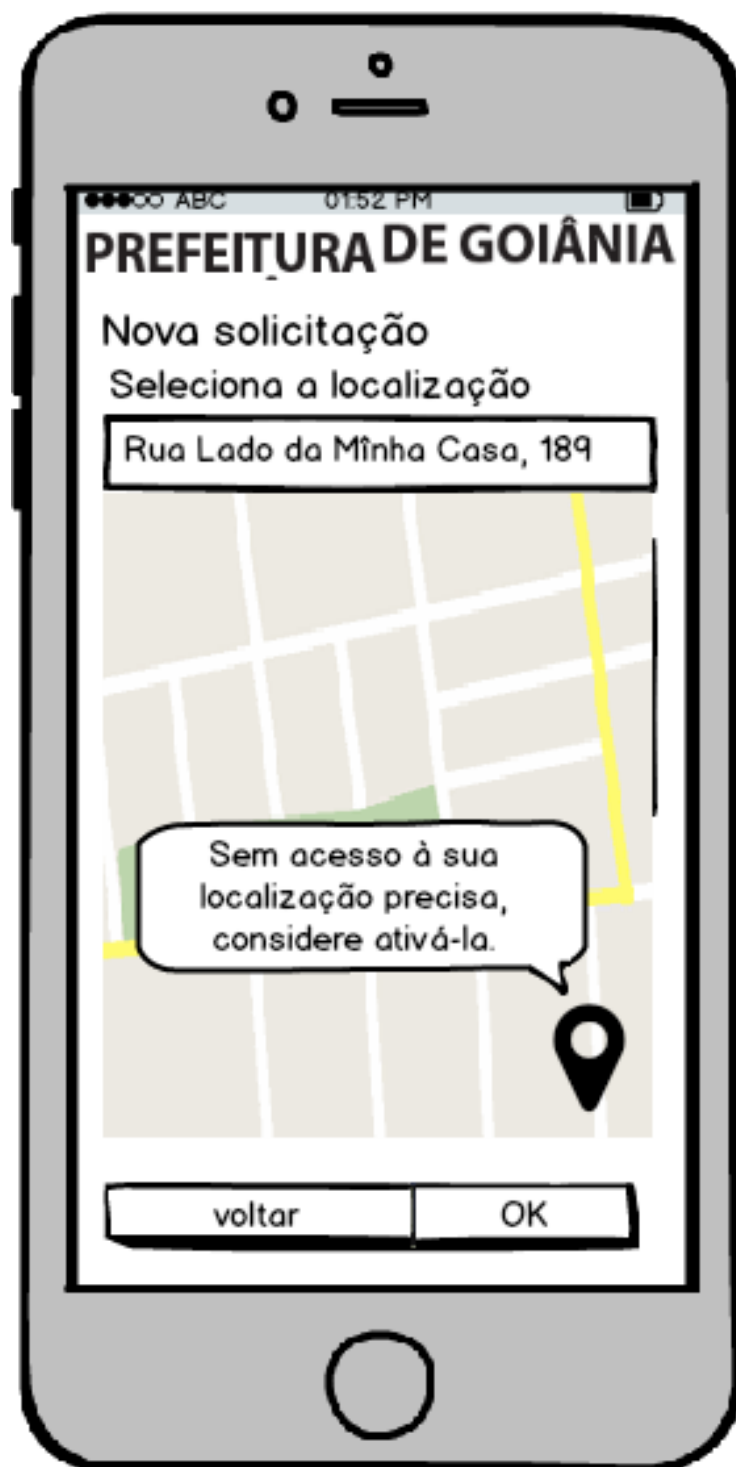 ABC 01:52 PM
PREFEITURA DE GOIÂNIA
Nova solicitação
Seleciona a localização
Rua Lado da Mînha Casa, 189
Sem acesso à sua
localização precisa,
considere ativá-la.
voltar OK